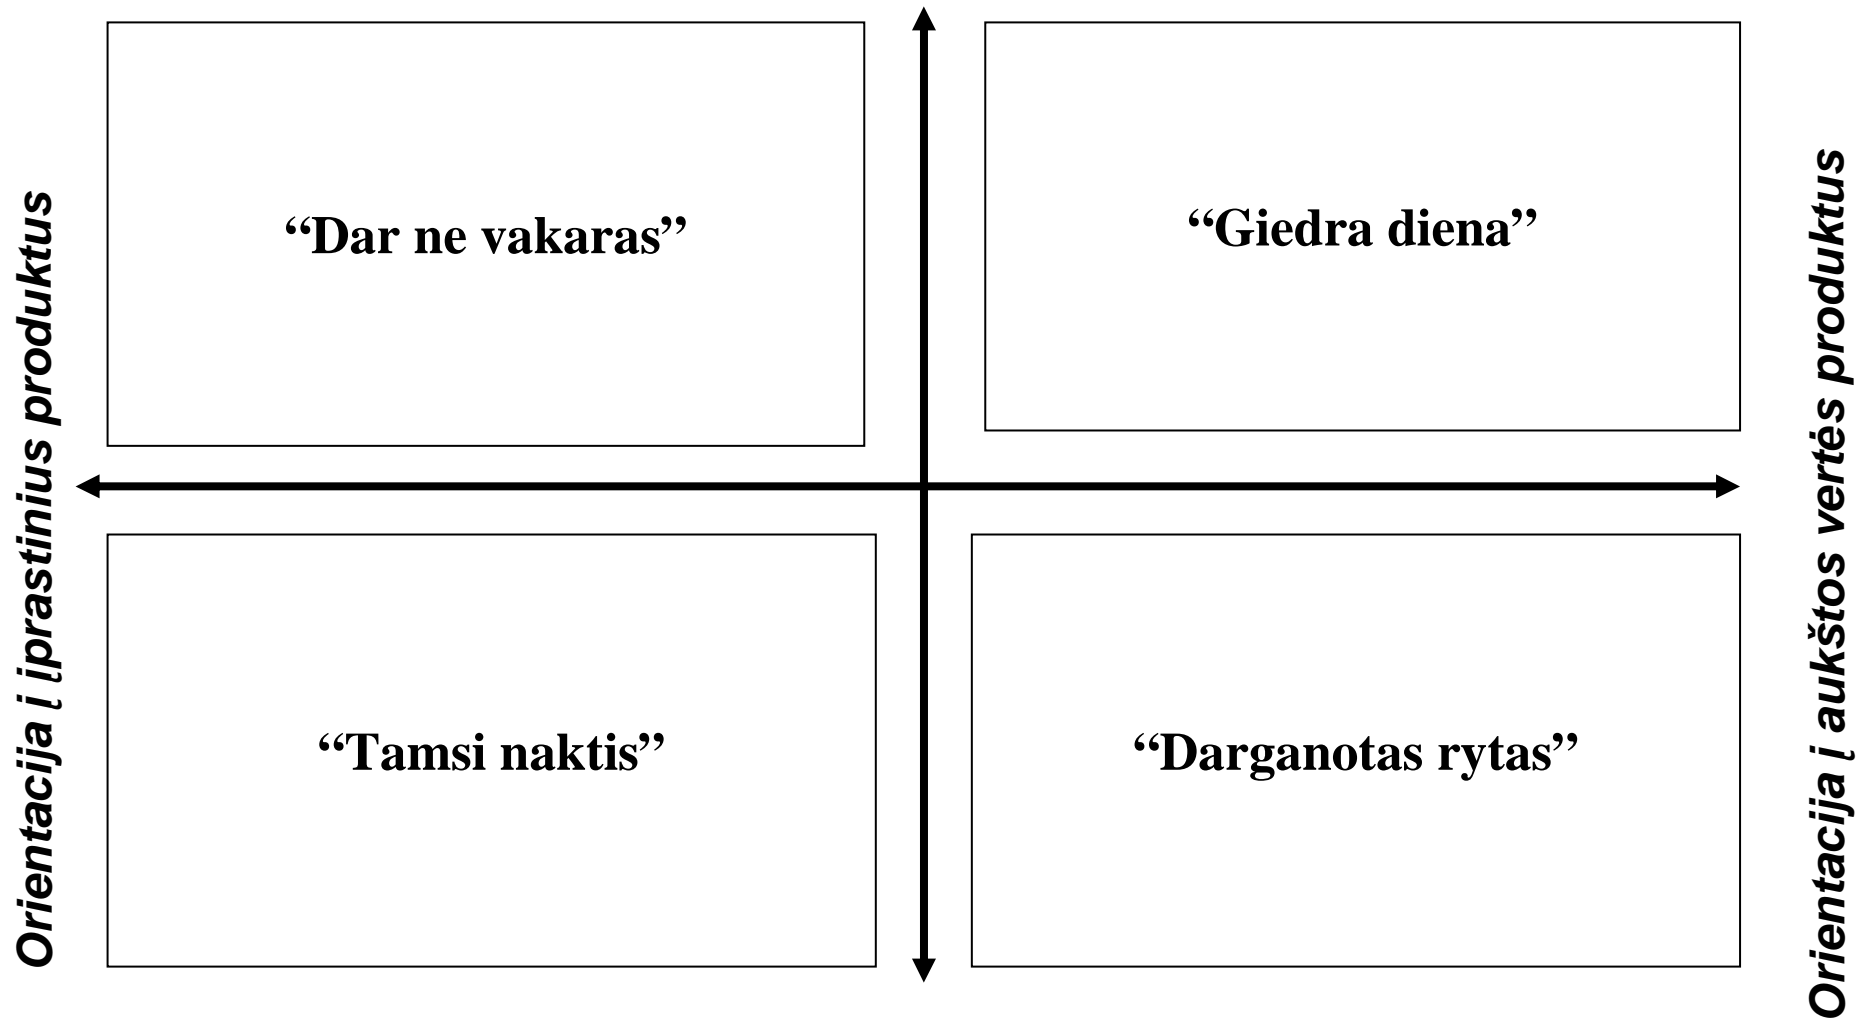 Orientacija į įprastinius produktus
“Dar ne vakaras”
“Giedra diena”
“Tamsi naktis”
“Darganotas rytas”
Orientacija į aukštos vertės produktus